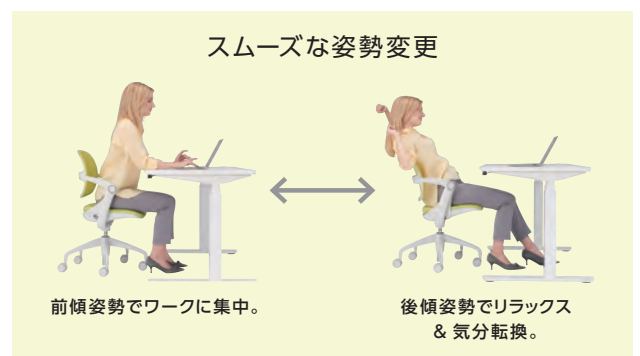 スムーズな姿勢変更
前傾姿勢でワークに集中。
後傾姿勢でリラックス
& 気分転換。